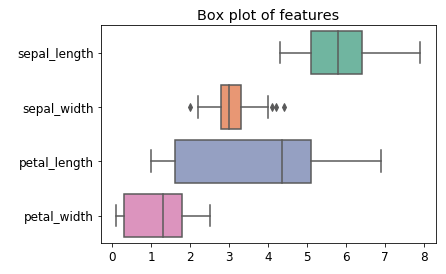 Box plot of features
sepal_length
sepal_width
petal_length
petal_width
0 1 2 3 4 5 6 7 8